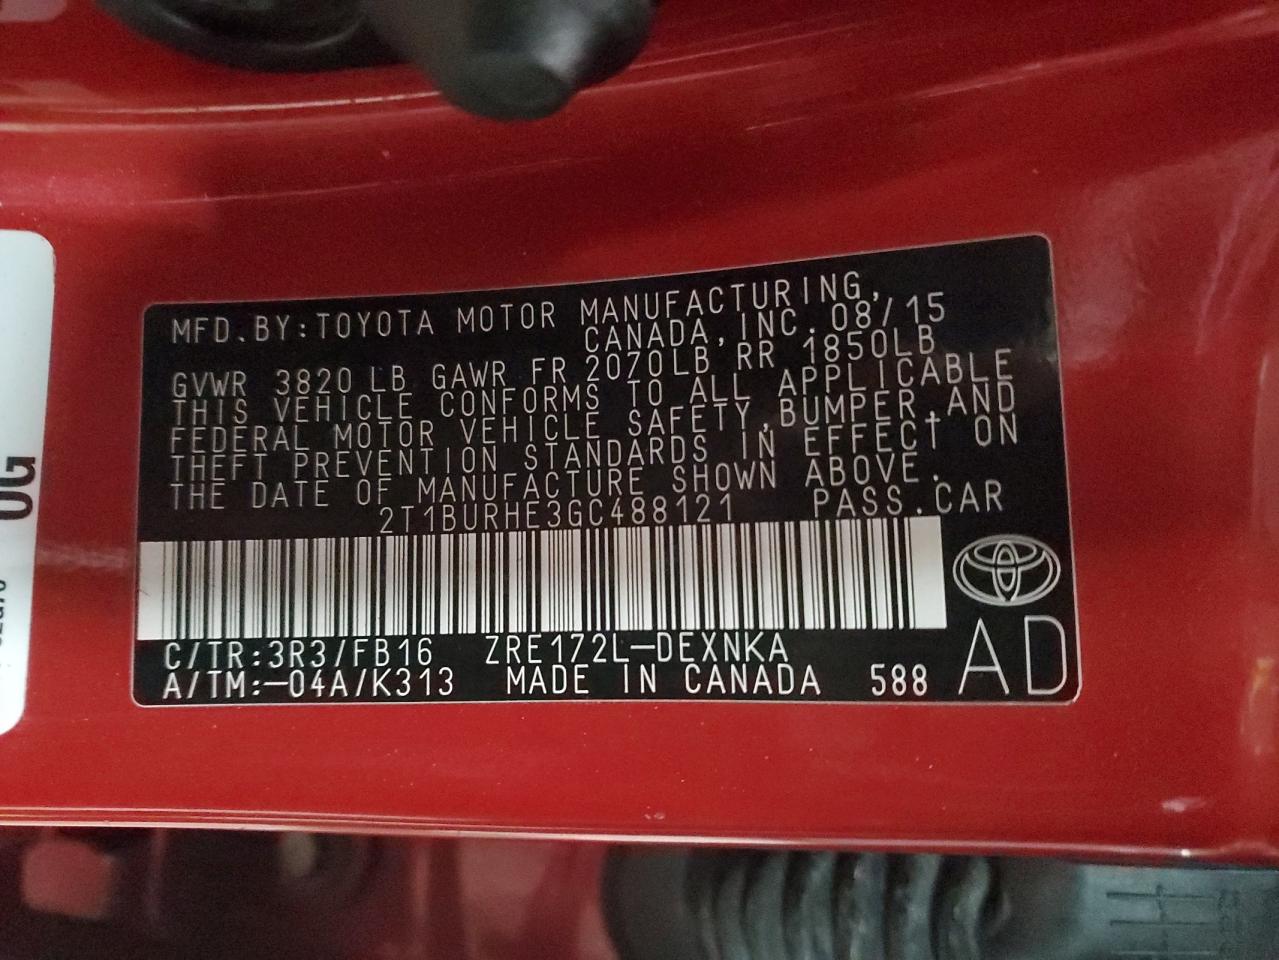 MFD.BY:TOYOTA MOTOR MANUFACTURING,
CANADA,INC. 08/15
GVWR 3820 LB GAWR FR 2070LB RR 1850LB
THIS VEHICLE CONFORMS TO ALL APPLICABLE
FEDERAL MOTOR VEHICLE SAFETY,BUMPER,AND
THEFT PREVENTION STANDARDS IN EFFECT ON
THE DATE OF MANUFACTURE SHOWN ABOVE.
2T1BURHE3GC488121 PASS.CAR
C/TR:3R3/FB16 ZRE172L-DEXNKA
A/TM:-04A/K313 MADE IN CANADA 588 AD